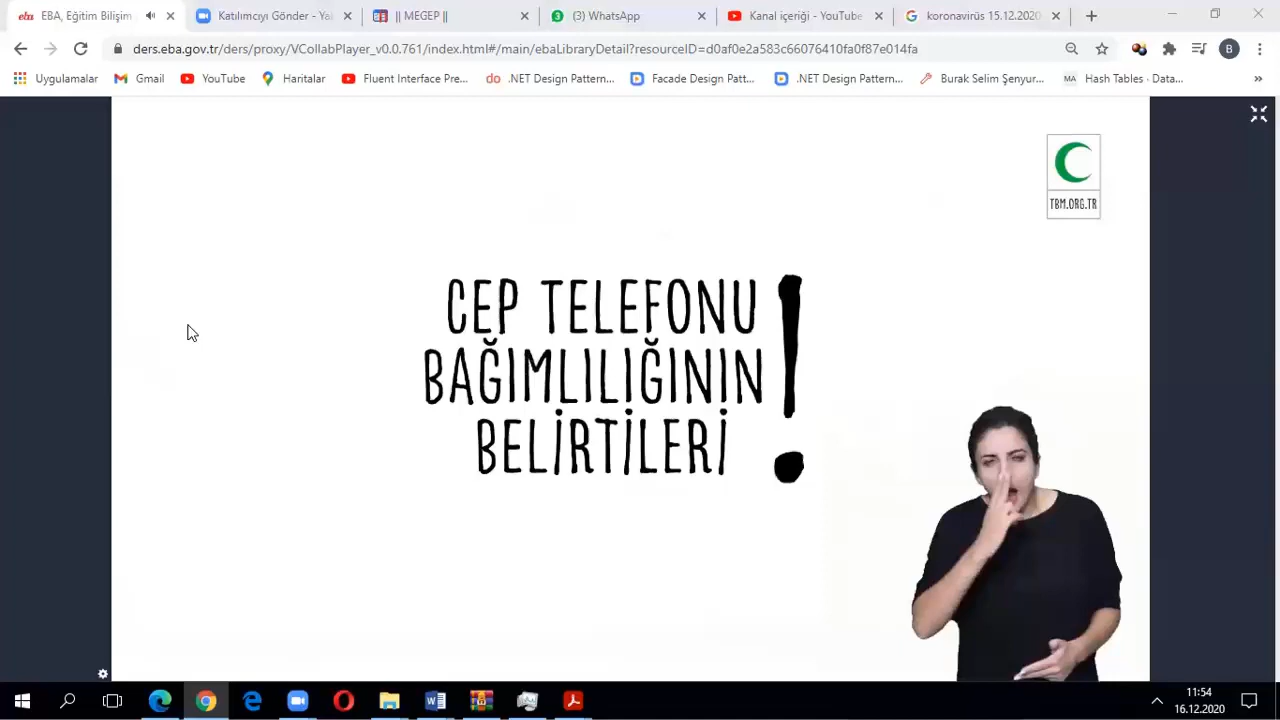 EBA, Eğitim Bilişim
Katılımcıyı Gönder - Ya
|| MEGEP ||
(3) WhatsApp
Kanal içeriği - YouTube
koronavirüs 15.12.2020
ders.eba.gov.tr/ders/proxy/VCollabPlayer_v0.0.761/index.html#/main/ebaLibraryDetail?resourceID=d0af0e2a583c66076410fa0f87e014fa
B
Uygulamalar
Gmail
YouTube
Haritalar
Fluent Interface Pre...
.NET Design Pattern...
Facade Design Patt...
.NET Design Pattern...
Burak Selim Şenyur...
MA
Hash Tables - Data...
TBM.ORG.TR
CEP TELEFONU
BAĞIMLILIĞININ
BELİRTİLERİ
!
11:54
16.12.2020